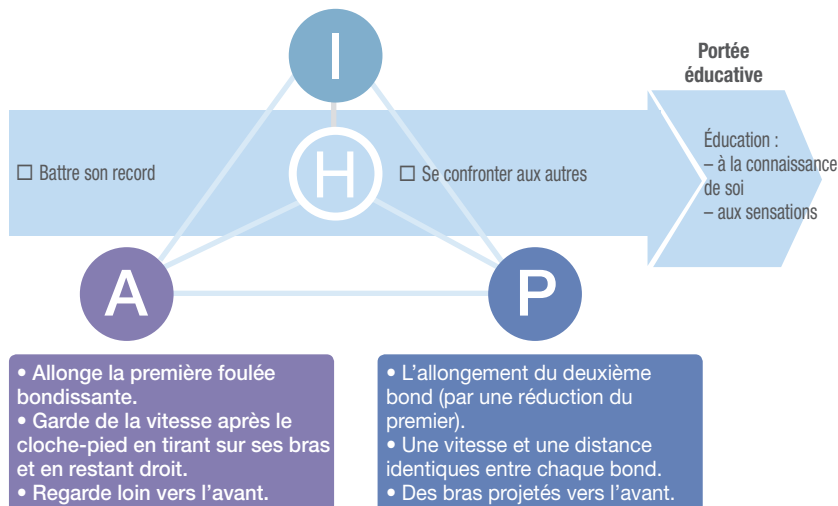 I
Portée
éducative
H
☐ Battre son record
☐ Se confronter aux autres
Éducation :
– à la connaissance
de soi
– aux sensations
A
P
• Allonge la première foulée
bondissante.
• Garde de la vitesse après le
cloche-pied en tirant sur ses bras
et en restant droit.
• Regarde loin vers l’avant.
• L’allongement du deuxième
bond (par une réduction du
premier).
• Une vitesse et une distance
identiques entre chaque bond.
• Des bras projetés vers l’avant.